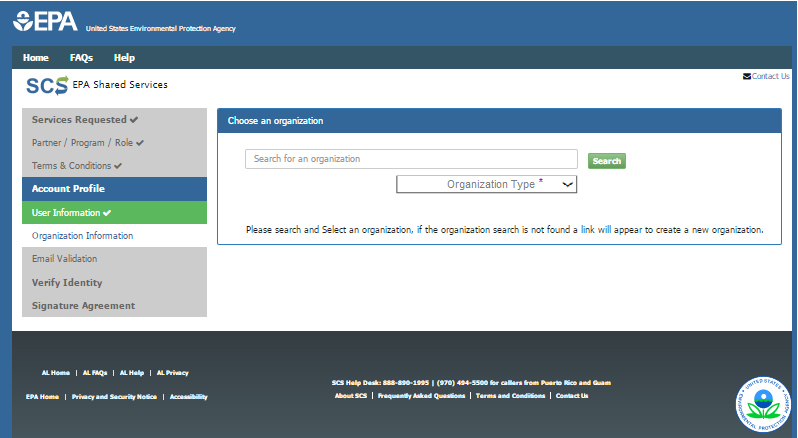 EPA United States Environmental Protection Agency
Home FAQs Help
Contact Us
SCS EPA Shared Services
Services Requested
Partner / Program / Role
Terms & Conditions
Account Profile
User Information
Organization Information
Email Validation
Verify Identity
Signature Agreement
Choose an organization
Search for an organization
Search
Organization Type *
Please search and Select an organization, if the organization search is not found a link will appear to create a new organization.
AL Home | AL FAQs | AL Help | AL Privacy
EPA Home | Privacy and Security Notice | Accessibility
SCS Help Desk: 888-890-1995 | (970) 494-5500 for callers from Puerto Rico and Guam
About SCS | Frequently Asked Questions | Terms and Conditions | Contact Us
UNITED STATES
ENVIRONMENTAL PROTECTION AGENCY